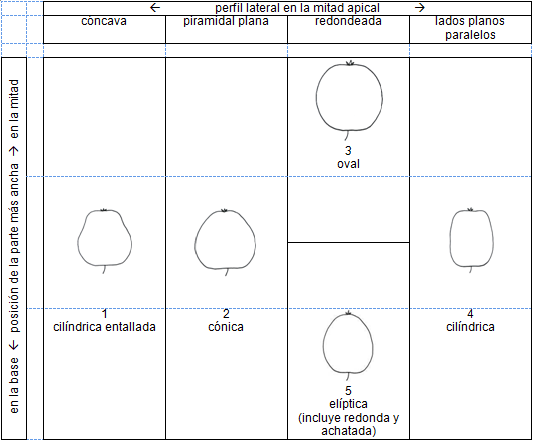 ← perfil lateral en la mitad apical →
cóncava
piramidal plana
redondeada
lados planos
paralelos
en la base ← posición de la parte más ancha → en la mitad
3
oval
1
cilíndrica entallada
2
cónica
4
cilíndrica
5
elíptica
(incluye redonda y
achatada)